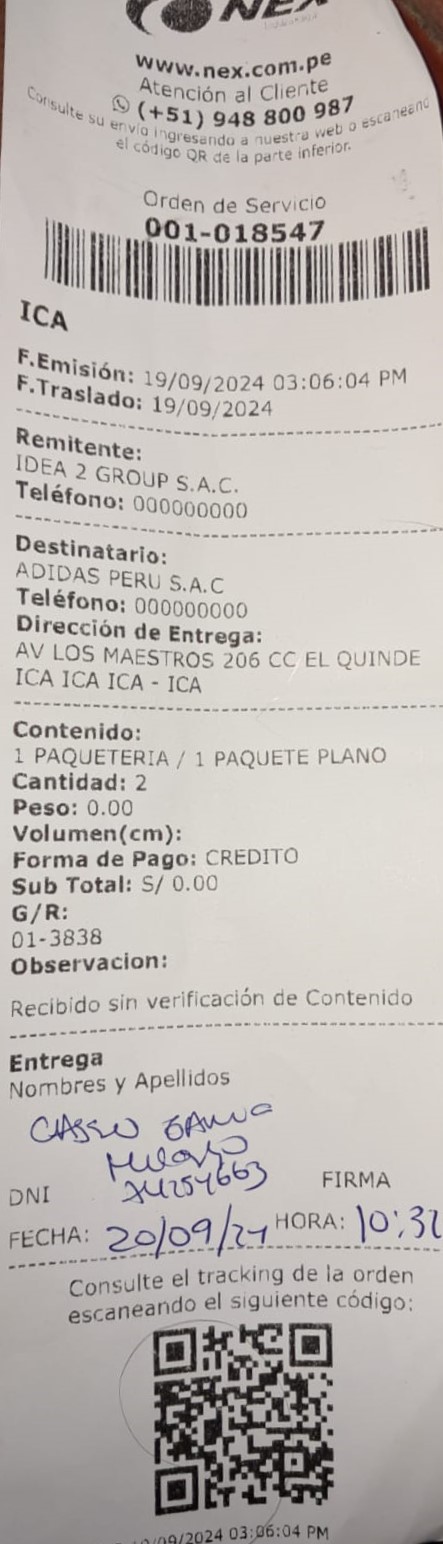 NEX
www.nex.com.pe
Atención al Cliente
(+51) 948 800 987
Consulte su envío ingresando a nuestra web o escaneand
el código QR de la parte inferior.
Orden de Servicio
001-018547
ICA
F.Emisión: 19/09/2024 03:06:04 PM
F.Traslado: 19/09/2024
Remitente:
IDEA 2 GROUP S.A.C.
Teléfono: 000000000
Destinatario:
ADIDAS PERU S.A.C
Teléfono: 000000000
Dirección de Entrega:
AV LOS MAESTROS 206 CC EL QUINDE
ICA ICA ICA - ICA
Contenido:
1 PAQUETERIA / 1 PAQUETE PLANO
Cantidad: 2
Peso: 0.00
Volumen(cm):
Forma de Pago: CREDITO
Sub Total: S/ 0.00
G/R:
01-3838
Observacion:
Recibido sin verificación de Contenido
Entrega
Nombres y Apellidos
DNI FIRMA
FECHA: 20/09/24 HORA: 10:32
Consulte el tracking de la orden
escaneando el siguiente código:
/09/2024 03:06:04 PM